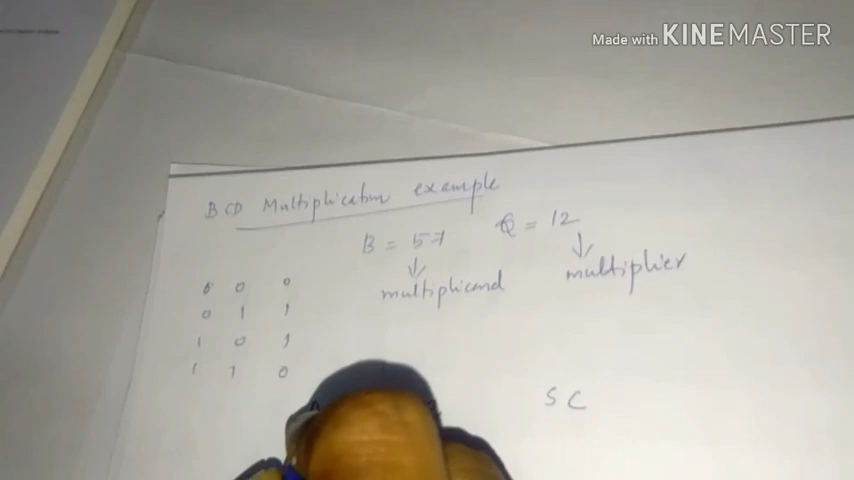 Made with KINEMASTER
BCD Multiplication example
B = 57 Q = 12
multiplicand multiplier
0 0 0
0 1 1
1 0 1
1 1 0
SC